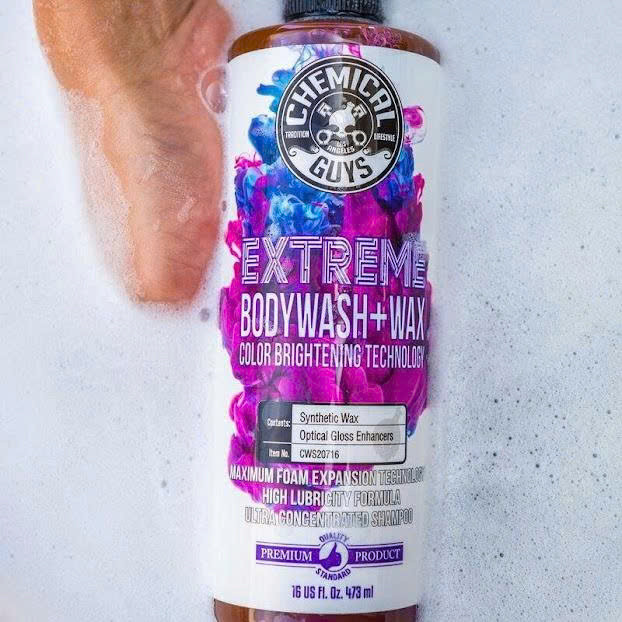 CHEMICAL
TRADITION
LOS
ANGELES
LIFESTYLE
GUYS
EXTREME
BODYWASH+WAX
COLOR BRIGHTENING TECHNOLOGY
Contents: Synthetic Wax
Optical Gloss Enhancers
Item No. CWS20716
MAXIMUM FOAM EXPANSION TECHNOLOGY
HIGH LUBRICITY FORMULA
ULTRA CONCENTRATED SHAMPOO
QUALITY
PREMIUM PRODUCT
STANDARD
16 US Fl. Oz. 473 ml